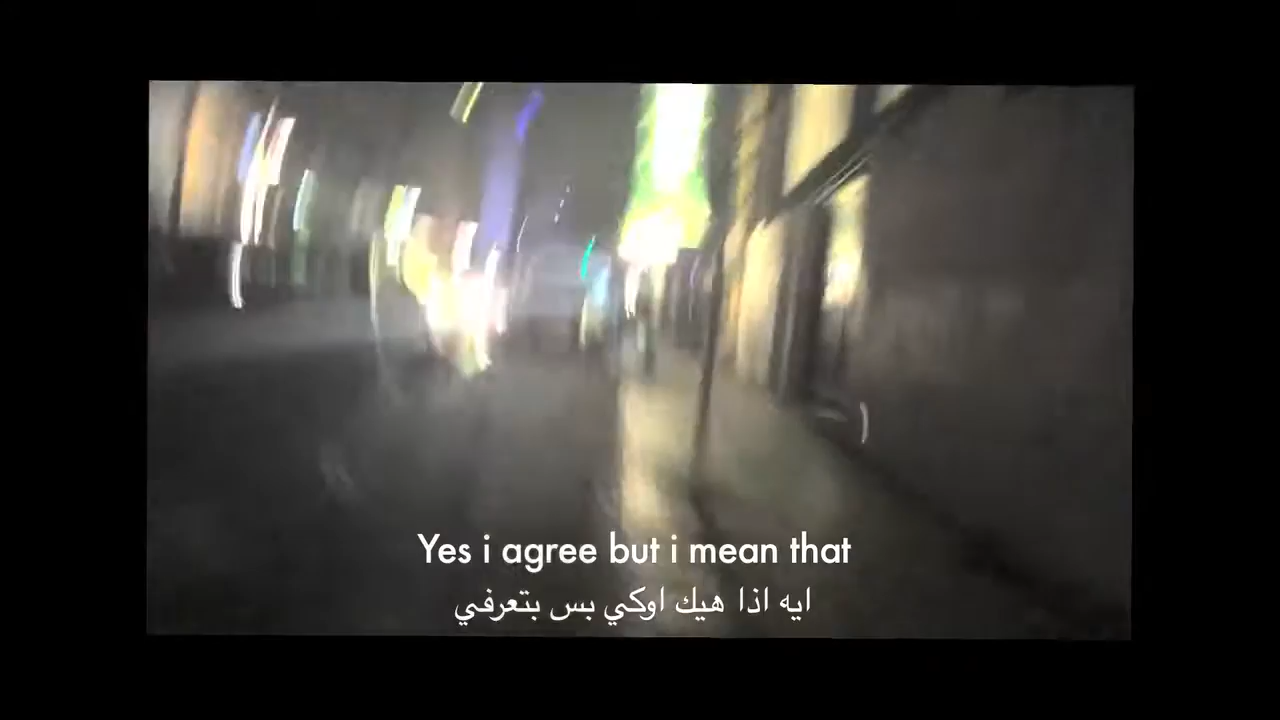 Yes i agree but i mean that
ايه اذا هيك اوكي بس بتعرفي